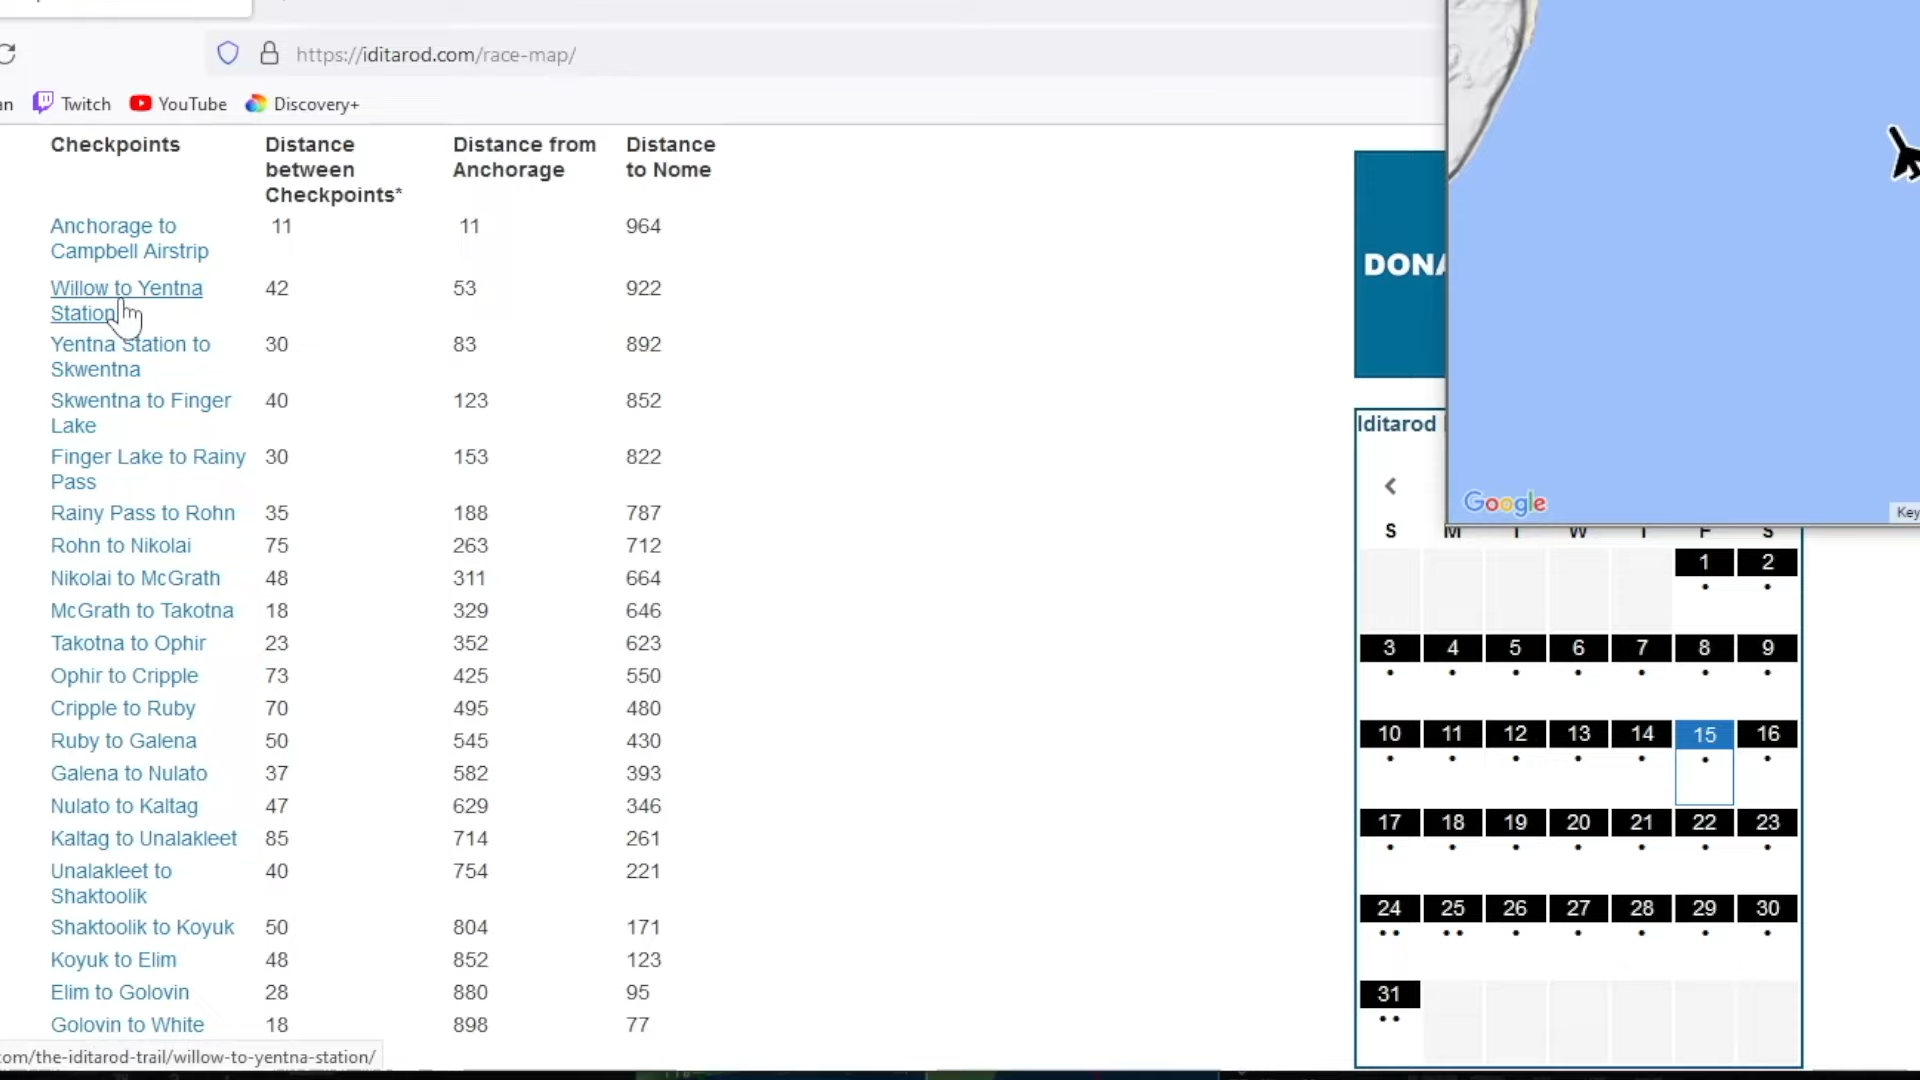 https://iditarod.com/race-map/
an Twitch YouTube Discovery+
Checkpoints Distance between Checkpoints* Distance from Anchorage Distance to Nome
Anchorage to Campbell Airstrip 11 11 964
Willow to Yentna Station 42 53 922
Yentna Station to Skwentna 30 83 892
Skwentna to Finger Lake 40 123 852
Finger Lake to Rainy Pass 30 153 822
Rainy Pass to Rohn 35 188 787
Rohn to Nikolai 75 263 712
Nikolai to McGrath 48 311 664
McGrath to Takotna 18 329 646
Takotna to Ophir 23 352 623
Ophir to Cripple 73 425 550
Cripple to Ruby 70 495 480
Ruby to Galena 50 545 430
Galena to Nulato 37 582 393
Nulato to Kaltag 47 629 346
Kaltag to Unalakleet 85 714 261
Unalakleet to Shaktoolik 40 754 221
Shaktoolik to Koyuk 50 804 171
Koyuk to Elim 48 852 123
Elim to Golovin 28 880 95
Golovin to White 18 898 77
com/the-iditarod-trail/willow-to-yentna-station/
DONA
Iditarod
Google
Key
S M T W T F S
1 2
3 4 5 6 7 8 9
10 11 12 13 14 15 16
17 18 19 20 21 22 23
24 25 26 27 28 29 30
31